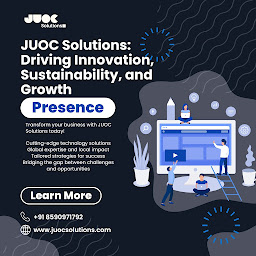 JUOC
Solutions
JUOC Solutions:
Driving Innovation,
Sustainability, and
Growth
Presence
Transform your business with JUOC
Solutions today!
Cutting-edge technology solutions
Global expertise and local impact
Tailored strategies for success
Bridging the gap between challenges
and opportunities
Learn More
+91 8590971792
www.juocsolutions.com